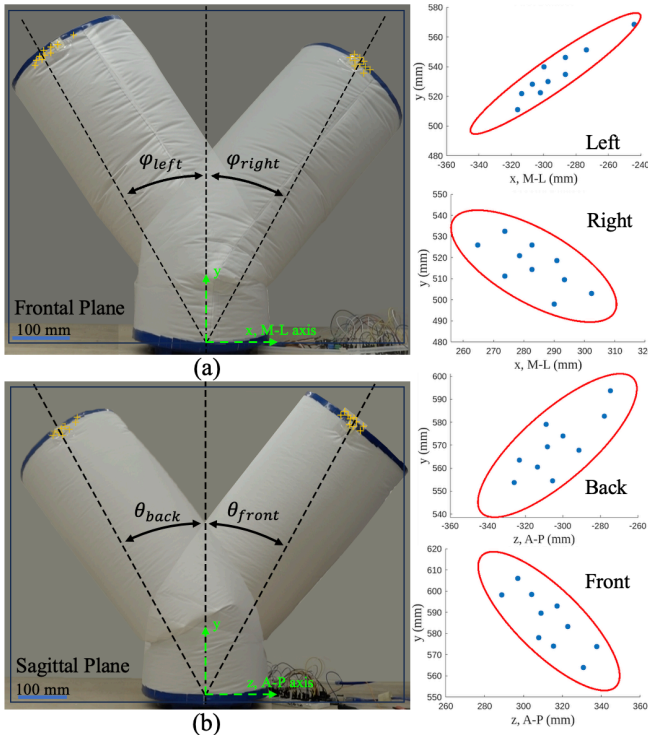 φleft
φright
y
x, M-L axis
Frontal Plane
100 mm
(a)
580
560
540
520
500
480
-360
-340
-320
-300
-280
-260
-240
y (mm)
x, M-L (mm)
Left
550
540
530
520
510
500
490
480
260
270
280
290
300
310
320
y (mm)
x, M-L (mm)
Right
θback
θfront
y
z, A-P axis
Sagittal Plane
100 mm
(b)
600
590
580
570
560
550
540
-360
-340
-320
-300
-280
-260
y (mm)
z, A-P (mm)
Back
620
610
600
590
580
570
560
550
260
280
300
320
340
360
y (mm)
z, A-P (mm)
Front